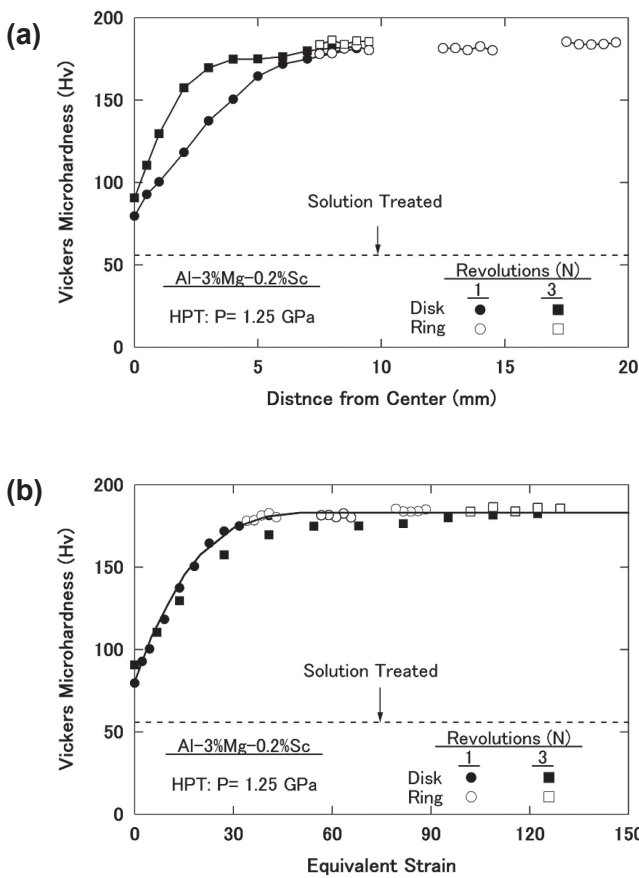 (a)
200
150
100
50
0
Vickers Microhardness (Hv)
Solution Treated
Al-3%Mg-0.2%Sc
HPT: P= 1.25 GPa
Revolutions (N)
1 3
Disk
Ring
0 5 10 15 20
Distnce from Center (mm)
(b)
200
150
100
50
0
Vickers Microhardness (Hv)
Solution Treated
Al-3%Mg-0.2%Sc
HPT: P= 1.25 GPa
Revolutions (N)
1 3
Disk
Ring
0 30 60 90 120 150
Equivalent Strain